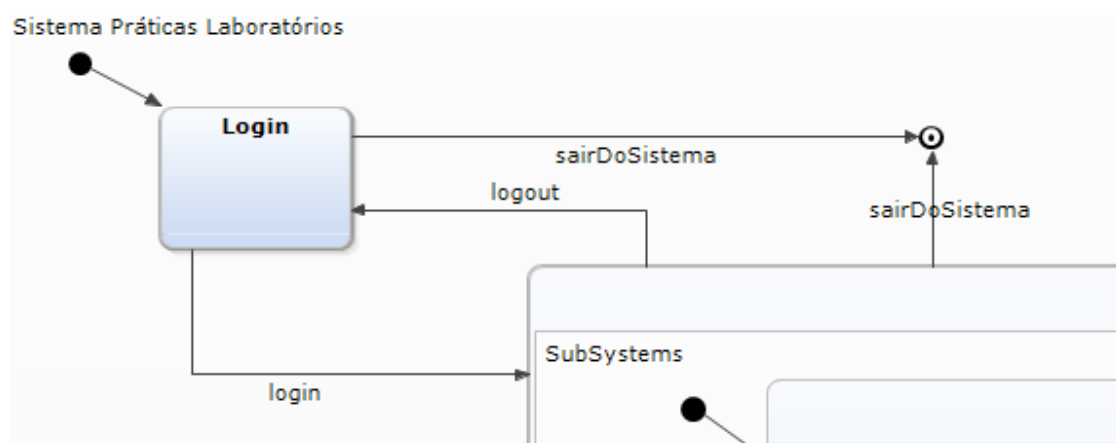 Sistema Práticas Laboratórios
Login
sairDoSistema
logout
sairDoSistema
SubSystems
login